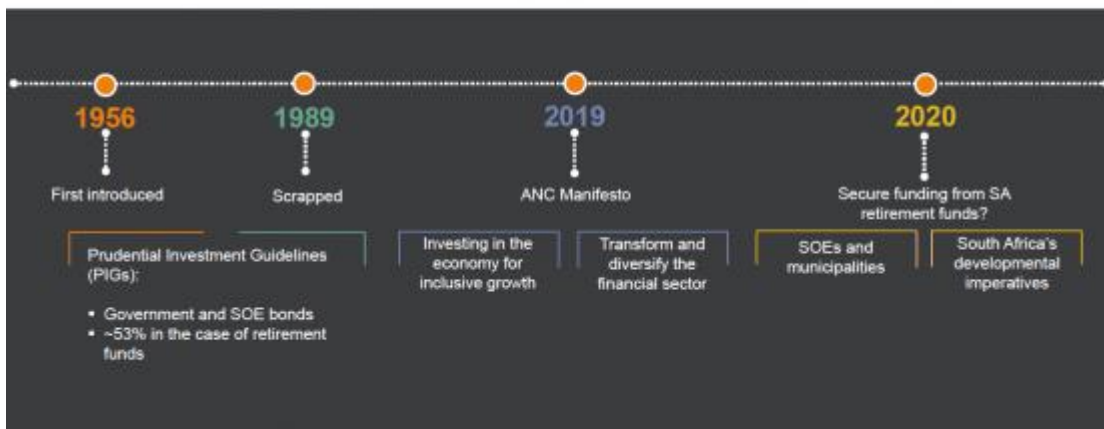 1956
1989
2019
2020
First introduced
Scrapped
ANC Manifesto
Secure funding from SA
retirement funds?
Prudential Investment Guidelines
(PIGs):
▪ Government and SOE bonds
▪ ~53% in the case of retirement
funds
Investing in the
economy for
inclusive growth
Transform and
diversify the
financial sector
SOEs and
municipalities
South Africa's
developmental
imperatives